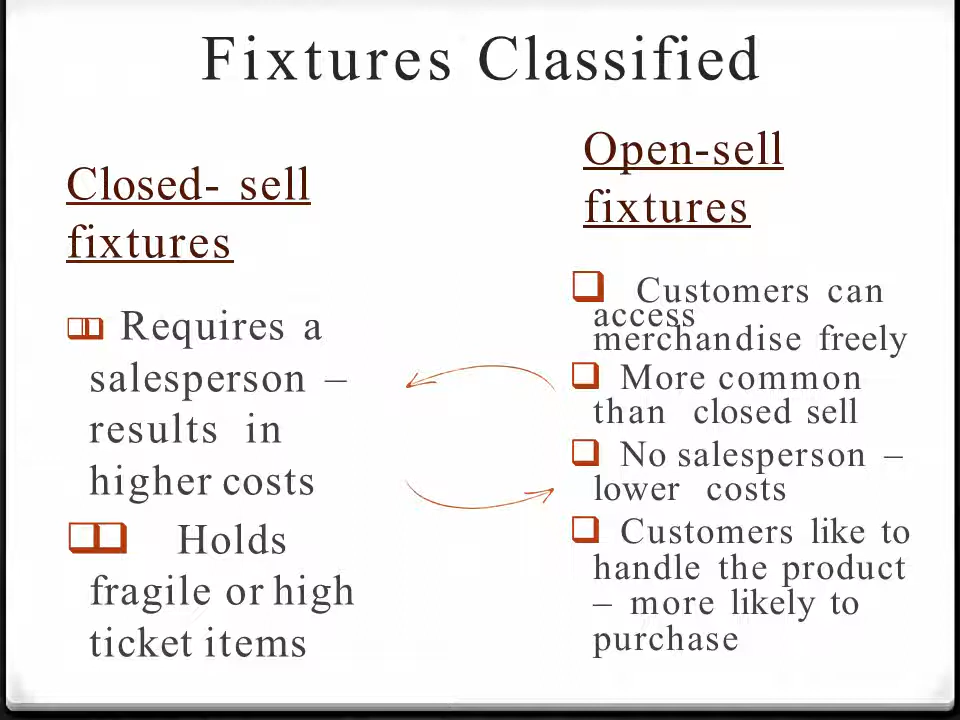 Fixtures Classified
Closed- sell
fixtures
❑❑ Requires a
salesperson –
results in
higher costs
❑❑ Holds
fragile or high
ticket items
Open-sell
fixtures
❑ Customers can
access
merchandise freely
❑ More common
than closed sell
❑ No salesperson –
lower costs
❑ Customers like to
handle the product
– more likely to
purchase